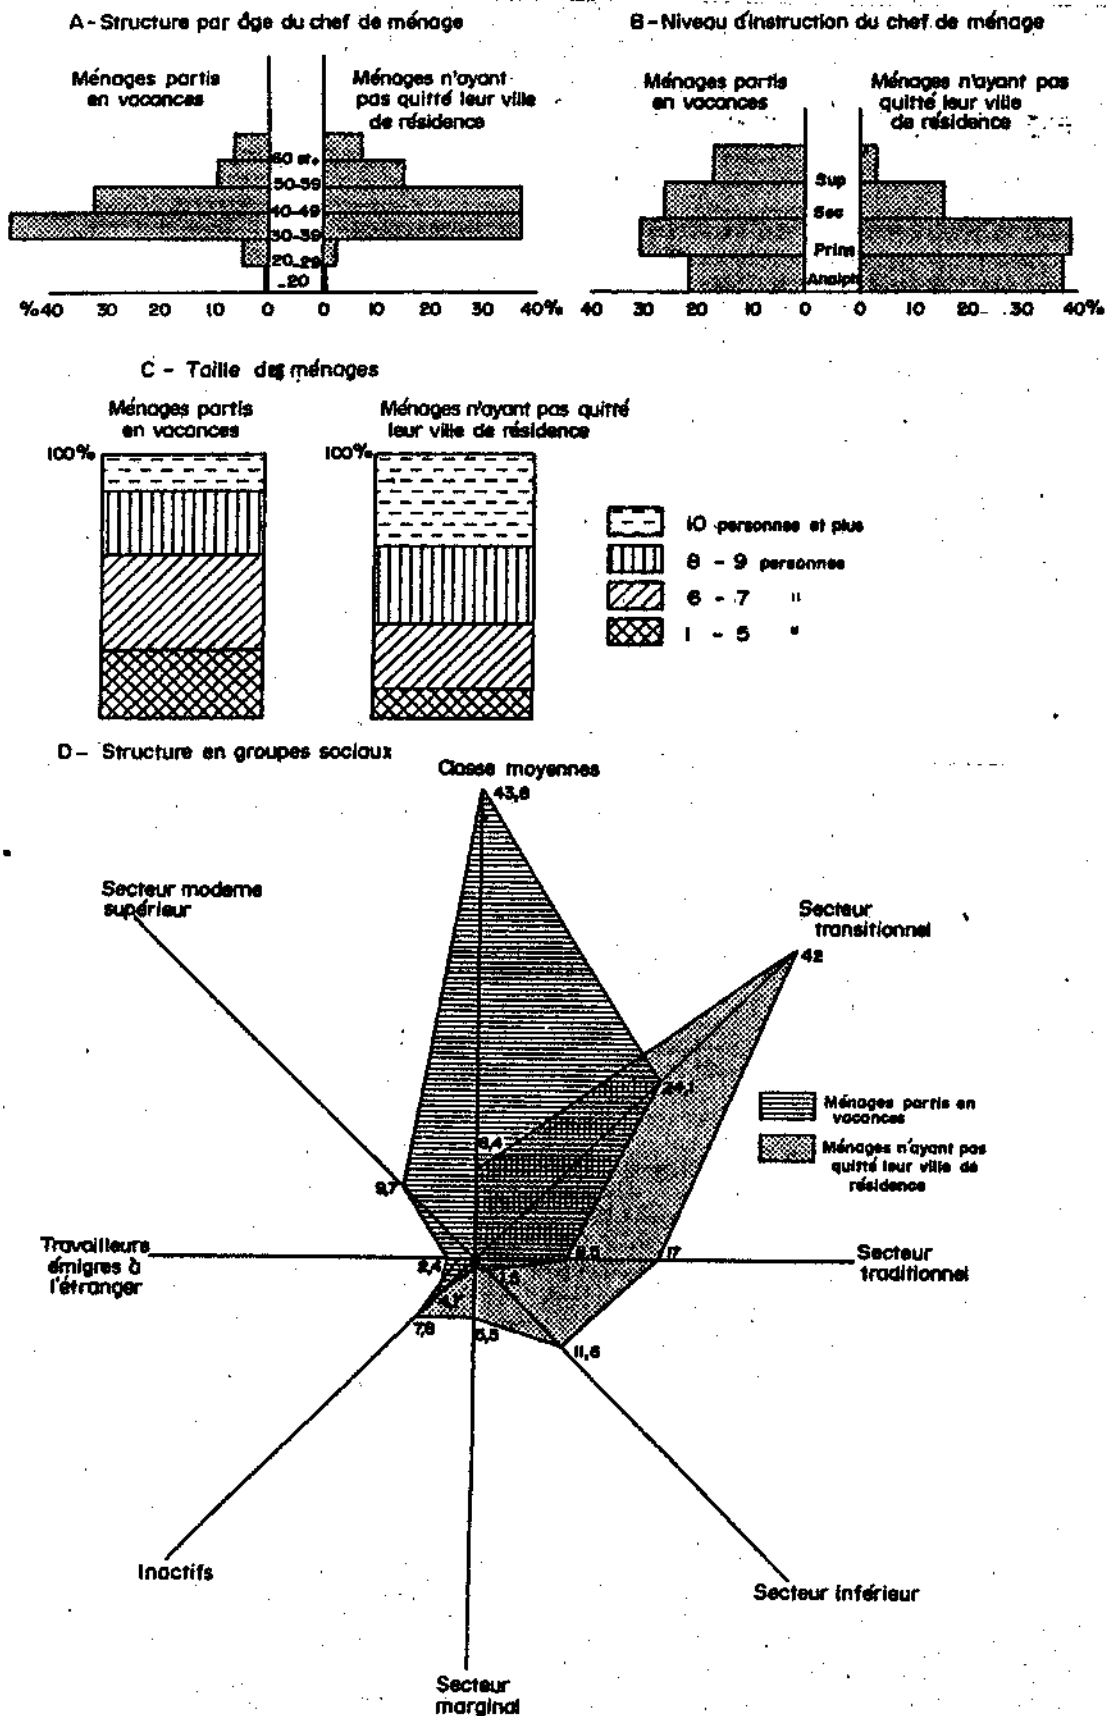 A - Structure par âge du chef de ménage
Ménages partis
en vacances
Ménages n'ayant
pas quitté leur ville
de résidence
60 et +
50-59
40-49
30-39
20-29
-20
%40 30 20 10 0 0 10 20 30 40%
B - Niveau d'instruction du chef de ménage
Ménages partis
en vacances
Ménages n'ayant pas
quitté leur ville
de résidence
Sup
Sec
Prim
Analph
40 30 20 10 0 0 10 20 30 40%
C - Taille des ménages
Ménages partis
en vacances
Ménages n'ayant pas quitté
leur ville de résidence
100%
100%
10 personnes et plus
8 - 9 personnes
6 - 7 "
1 - 5 "
D - Structure en groupes sociaux
Classe moyennes
43,8
Secteur moderne
supérieur
Secteur
transitionnel
42
24,1
Ménages partis en
vacances
Ménages n'ayant pas
quitté leur ville de
résidence
9,7
Travailleurs
émigres à
l'étranger
2,4
17
Secteur
traditionnel
7,8
5,5
11,6
Inactifs
Secteur inférieur
Secteur
marginal